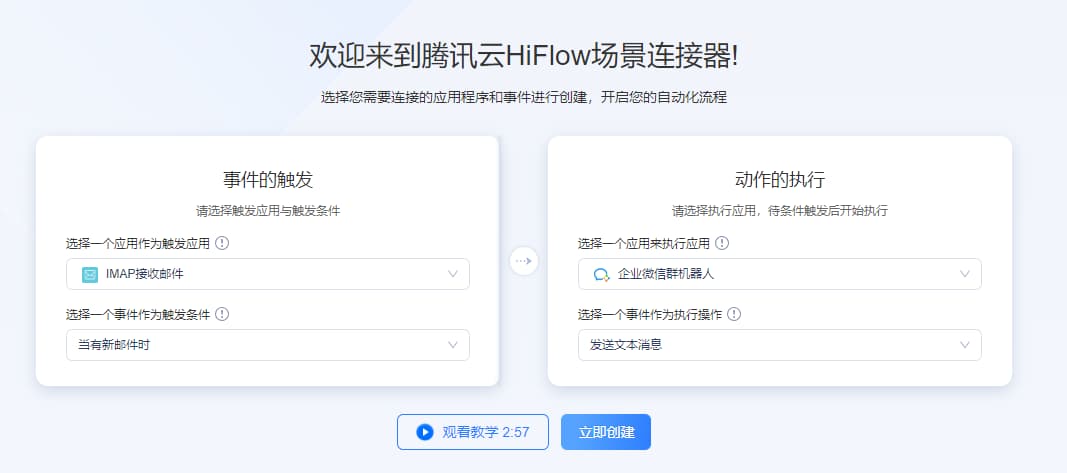 欢迎来到腾讯云HiFlow场景连接器!
选择您需要连接的应用程序和事件进行创建，开启您的自动化流程
事件的触发
请选择触发应用与触发条件
选择一个应用作为触发应用
IMAP接收邮件
选择一个事件作为触发条件
当有新邮件时
动作的执行
请选择执行应用，待条件触发后开始执行
选择一个应用来执行应用
企业微信群机器人
选择一个事件作为执行操作
发送文本消息
观看教学 2:57
立即创建